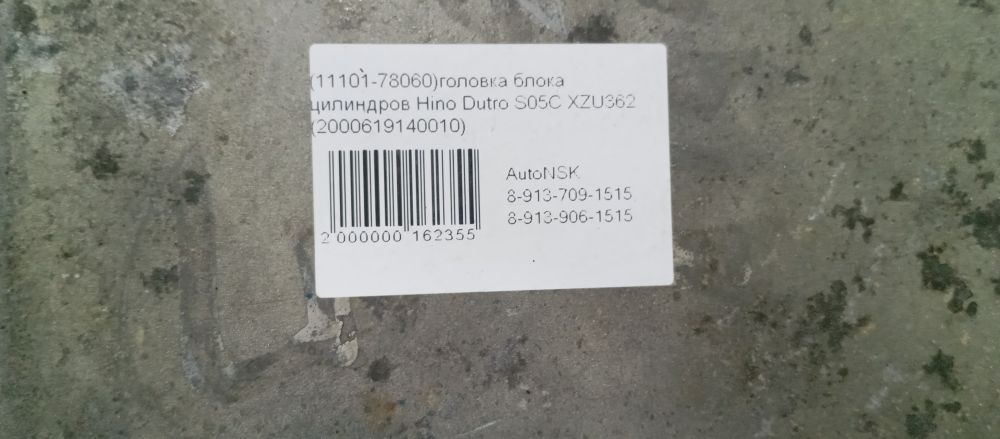 (11101-78060)головка блока
цилиндров Hino Dutro S05C XZU362
(2000619140010)
2 000000 162355
AutoNSK
8-913-709-1515
8-913-906-1515